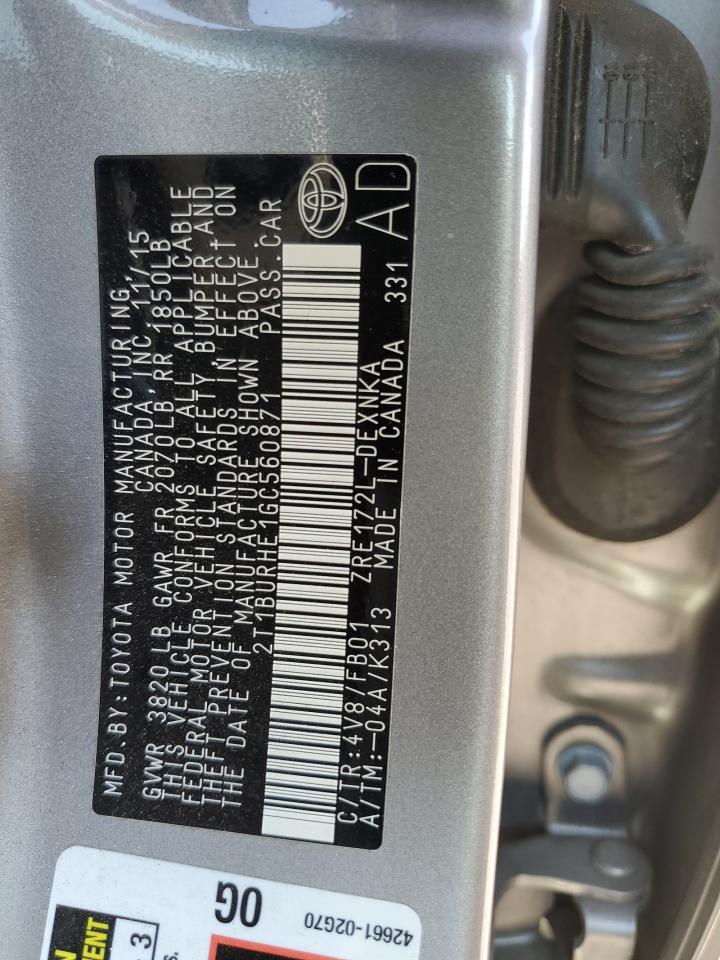 MFD.BY:TOYOTA MOTOR MANUFACTURING,
CANADA,INC. 11/15
GVWR 3820 LB GAWR FR 2070LB RR 1850LB
THIS VEHICLE CONFORMS TO ALL APPLICABLE
FEDERAL MOTOR VEHICLE SAFETY,BUMPER AND
THEFT PREVENTION STANDARDS IN EFFECT ON
THE DATE OF MANUFACTURE SHOWN ABOVE.
2T1BURHE1GC560871 PASS.CAR
C/TR:4V8/FB01 ZRE172L-DEXNKA
A/TM:-04A/K313 MADE IN CANADA 331
AD
0G
42661-02G70
3